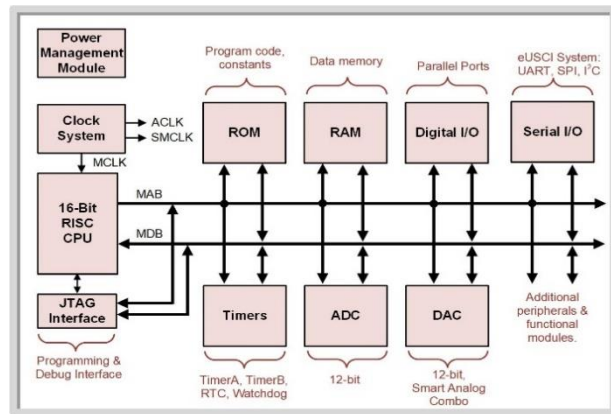 Power
Management
Module
Program code,
constants
Data memory
Parallel Ports
eUSCI System:
UART, SPI, I²C
Clock
System
ACLK
SMCLK
MCLK
ROM
RAM
Digital I/O
Serial I/O
16-Bit
RISC
CPU
MAB
MDB
JTAG
Interface
Timers
ADC
DAC
Additional
peripherals &
functional
modules.
Programming &
Debug Interface
TimerA, TimerB,
RTC, Watchdog
12-bit
12-bit,
Smart Analog
Combo